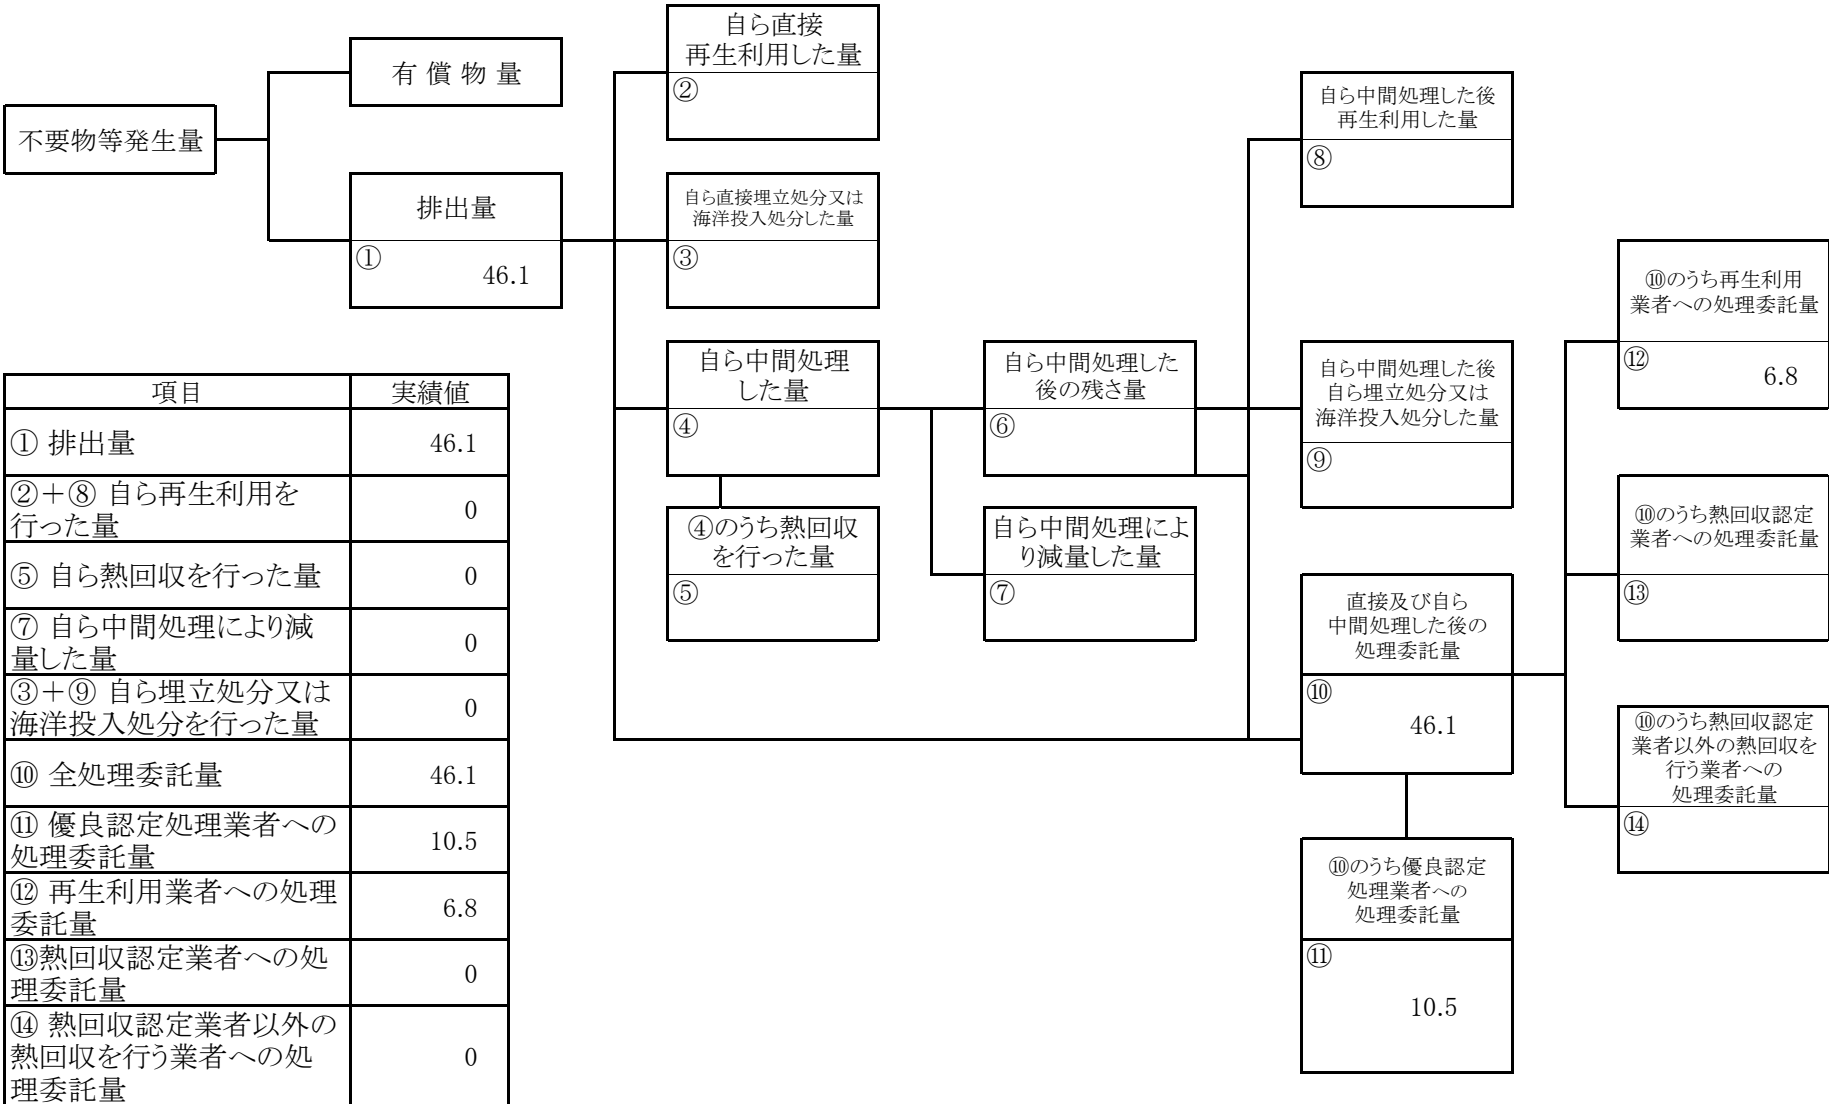 不要物等発生量
有償物量
排出量
①
46.1
自ら直接
再生利用した量
②
自ら直接埋立処分又は
海洋投入処分した量
③
自ら中間処理
した量
④
④のうち熱回収
を行った量
⑤
自ら中間処理した
後の残さ量
⑥
自ら中間処理によ
り減量した量
⑦
自ら中間処理した後
再生利用した量
⑧
自ら中間処理した後
自ら埋立処分又は
海洋投入処分した量
⑨
直接及び自ら
中間処理した後の
処理委託量
⑩
46.1
⑩のうち優良認定
処理業者への
処理委託量
⑪
10.5
⑩のうち再生利用
業者への処理委託量
⑫
6.8
⑩のうち熱回収認定
業者への処理委託量
⑬
⑩のうち熱回収認定
業者以外の熱回収を
行う業者への
処理委託量
⑭
項目 実績値
① 排出量 46.1
②＋⑧ 自ら再生利用を
行った量 0
⑤ 自ら熱回収を行った量 0
⑦ 自ら中間処理により減
量した量 0
③＋⑨ 自ら埋立処分又は
海洋投入処分を行った量 0
⑩ 全処理委託量 46.1
⑪ 優良認定処理業者への
処理委託量 10.5
⑫ 再生利用業者への処理
委託量 6.8
⑬熱回収認定業者への処
理委託量 0
⑭ 熱回収認定業者以外の
熱回収を行う業者への処 0
理委託量